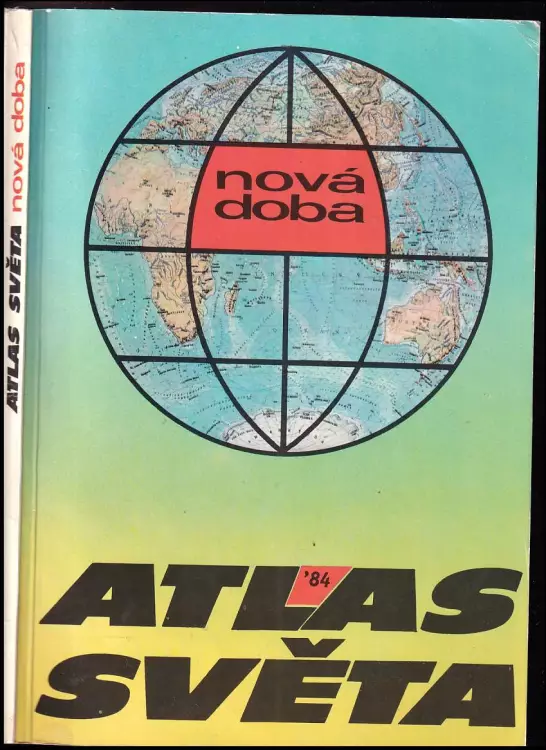 ATLAS SVĚTA nová doba
nová
doba
'84
ATLAS
SVĚTA